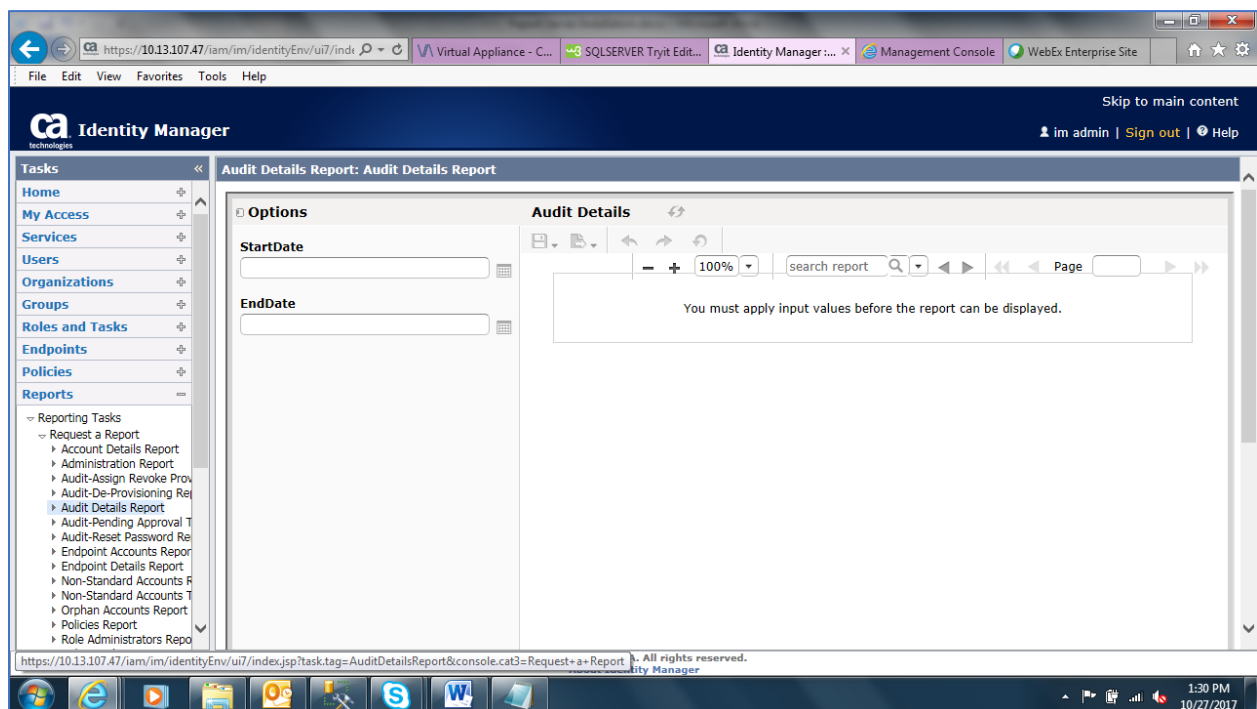 https://10.13.107.47/iam/im/identityEnv/ui7/inde
Virtual Appliance - C...
SQLSERVER Tryit Edit...
Identity Manager :...
Management Console
WebEx Enterprise Site
File Edit View Favorites Tools Help
Skip to main content
ca technologies Identity Manager
im admin | Sign out | Help
Tasks
Audit Details Report: Audit Details Report
Home
My Access
Services
Users
Organizations
Groups
Roles and Tasks
Endpoints
Policies
Reports
Reporting Tasks
Request a Report
Account Details Report
Administration Report
Audit-Assign Revoke Prov
Audit-De-Provisioning Rep
Audit Details Report
Audit-Pending Approval T
Audit-Reset Password Re
Endpoint Accounts Repor
Endpoint Details Report
Non-Standard Accounts R
Non-Standard Accounts T
Orphan Accounts Report
Policies Report
Role Administrators Repo
Options
StartDate
EndDate
Audit Details
100%
search report
Page
You must apply input values before the report can be displayed.
https://10.13.107.47/iam/im/identityEnv/ui7/index.jsp?task.tag=AuditDetailsReport&console.cat3=Request+a+Report
. All rights reserved.
Identity Manager
1:30 PM
10/27/2017